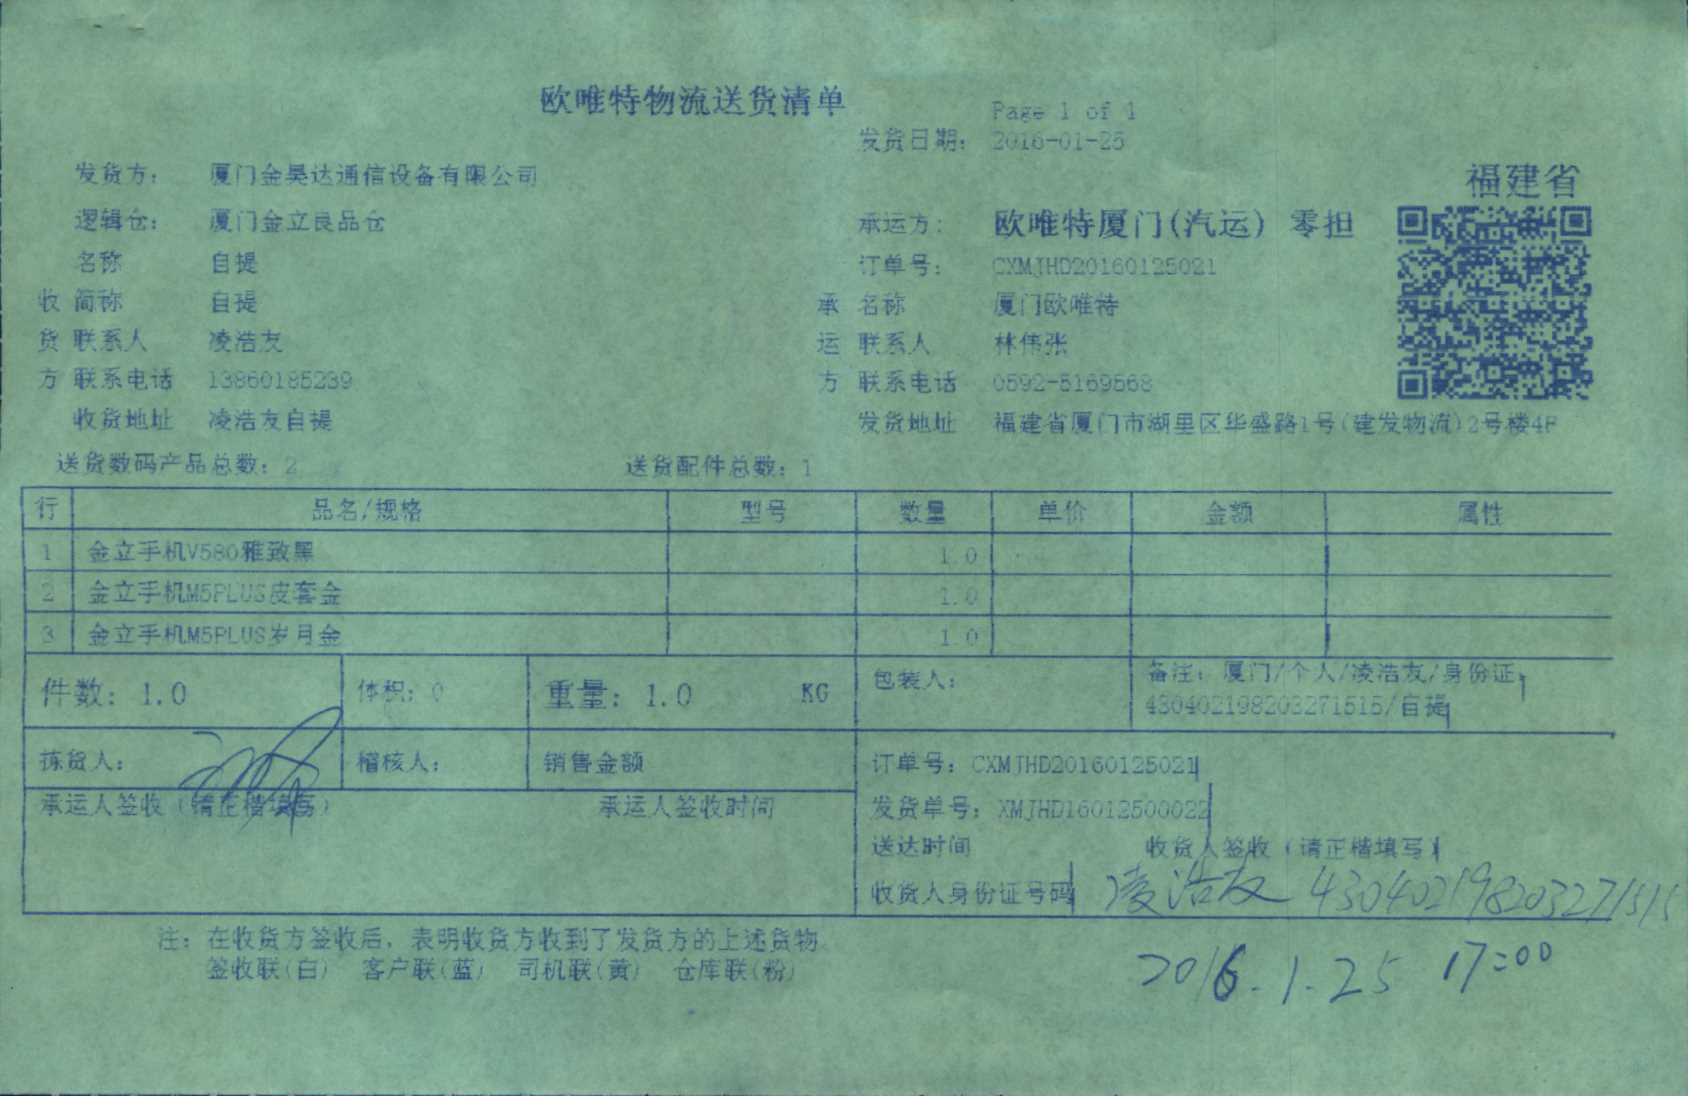 欧唯特物流送货清单
Page 1 of 1
发货日期： 2016-01-25
发货方： 厦门金昊达通信设备有限公司
福建省
逻辑仓： 厦门金立良品仓 承运方： 欧唯特厦门(汽运) 零担
名称 自提 订单号： CXMJHD20160125021
收 简称 自提 承 名称 厦门欧唯特
货 联系人 凌浩友 运 联系人 林伟张
方 联系电话 13860185239 方 联系电话 0592-5169568
收货地址 凌浩友自提 发货地址 福建省厦门市湖里区华盛路1号(建发物流)2号楼4F
送货数码产品总数：2 送货配件总数：1
行 品名/规格 型号 数量 单价 金额 属性
1 金立手机V580雅致黑 1.0
2 金立手机M5PLUS皮套金 1.0
3 金立手机M5PLUS岁月金 1.0
件数：1.0 体积：0 重量：1.0 KG 包装人： 备注：厦门/个人/凌浩友/身份证，
430402198203271515/自提
拣货人： 稽核人： 销售金额 订单号：CXMJHD20160125021
承运人签收（请正楷填写） 承运人签收时间 发货单号：XMJHD16012500022
送达时间 收货人签收（请正楷填写）
收货人身份证号码 凌浩友 430402198203271515
注：在收货方签收后，表明收货方收到了发货方的上述货物
签收联(白) 客户联(蓝) 司机联(黄) 仓库联(粉)
2016.1.25 17:00